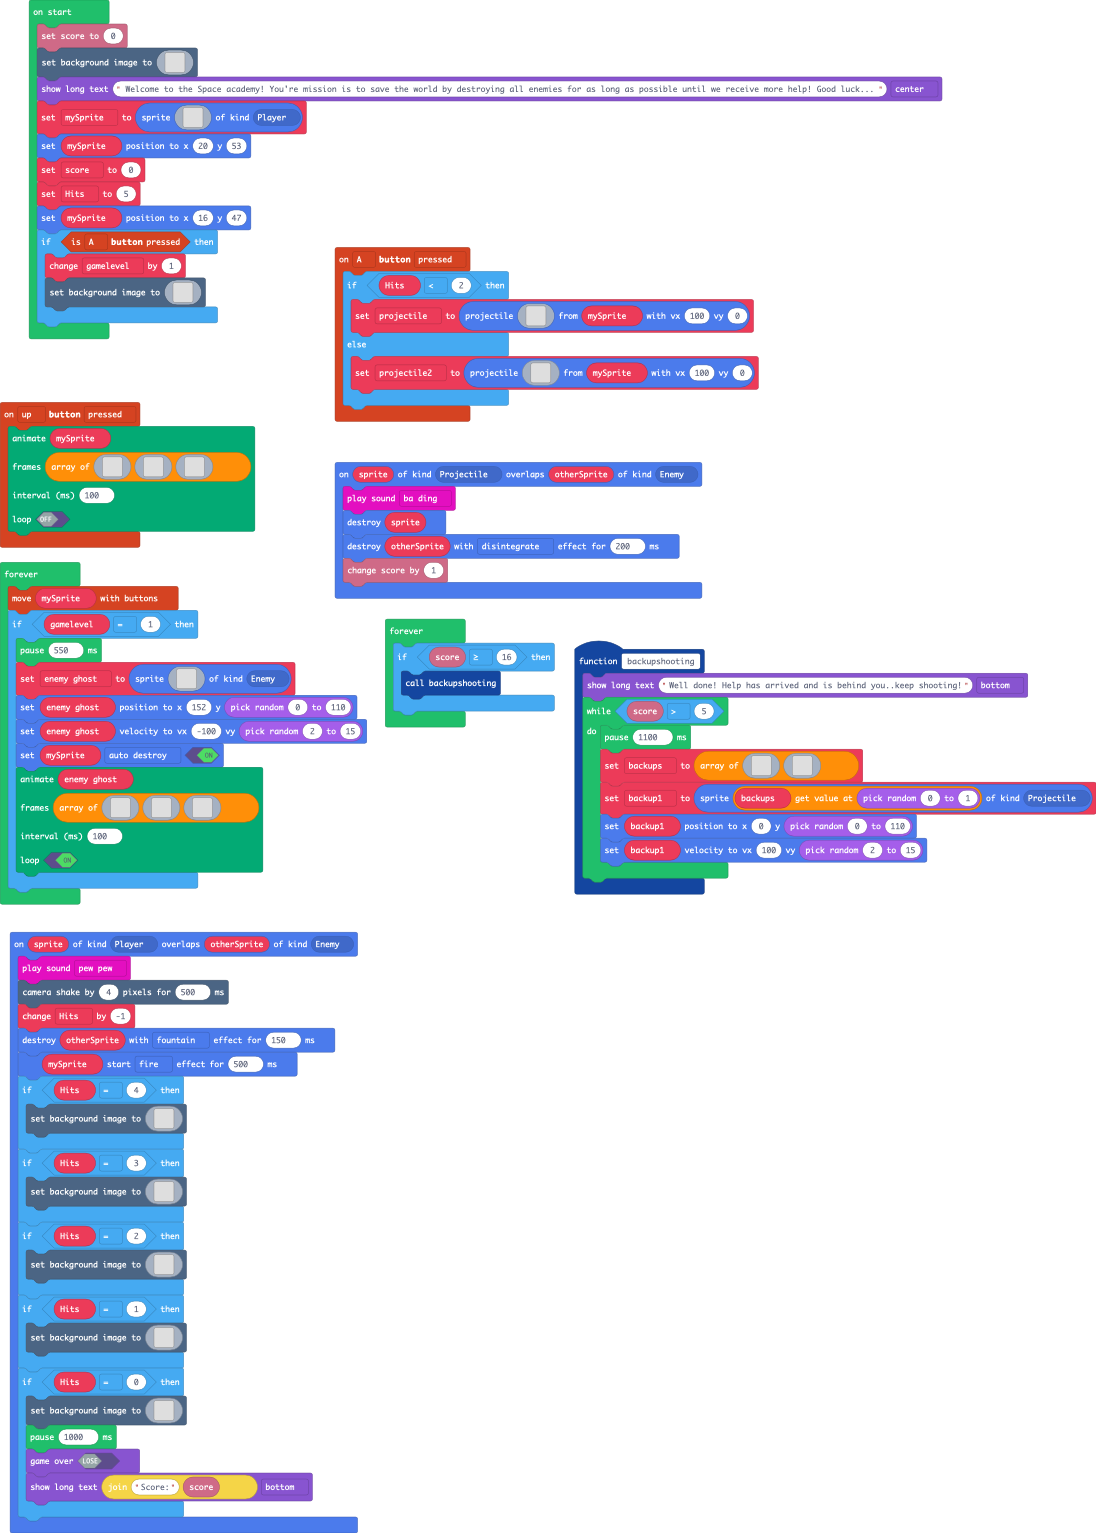 on start
set score to 0
set background image to
show long text " Welcome to the Space academy! You're mission is to save the world by destroying all enemies for as long as possible until we receive more help! Good luck... " center
set mySprite to sprite of kind Player
set mySprite position to x 20 y 53
set score to 0
set Hits to 5
set mySprite position to x 16 y 47
if is A button pressed then
change gamelevel by 1
set background image to
on A button pressed
if Hits < 2 then
set projectile to projectile from mySprite with vx 100 vy 0
else
set projectile2 to projectile from mySprite with vx 100 vy 0
on up button pressed
animate mySprite
frames array of
interval (ms) 100
loop OFF
on sprite of kind Projectile overlaps otherSprite of kind Enemy
play sound ba ding
destroy sprite
destroy otherSprite with disintegrate effect for 200 ms
change score by 1
forever
move mySprite with buttons
if gamelevel = 1 then
pause 550 ms
set enemy ghost to sprite of kind Enemy
set enemy ghost position to x 152 y pick random 0 to 110
set enemy ghost velocity to vx -100 vy pick random 2 to 15
set mySprite auto destroy ON
animate enemy ghost
frames array of
interval (ms) 100
loop ON
forever
if score ≥ 16 then
call backupshooting
function backupshooting
show long text " Well done! Help has arrived and is behind you..keep shooting! " bottom
while score > 5
do
pause 1100 ms
set backups to array of
set backup1 to sprite backups get value at pick random 0 to 1 of kind Projectile
set backup1 position to x 0 y pick random 0 to 110
set backup1 velocity to vx 100 vy pick random 2 to 15
on sprite of kind Player overlaps otherSprite of kind Enemy
play sound pew pew
camera shake by 4 pixels for 500 ms
change Hits by -1
destroy otherSprite with fountain effect for 150 ms
mySprite start fire effect for 500 ms
if Hits = 4 then
set background image to
if Hits = 3 then
set background image to
if Hits = 2 then
set background image to
if Hits = 1 then
set background image to
if Hits = 0 then
set background image to
pause 1000 ms
game over LOSE
show long text join "Score:" score bottom